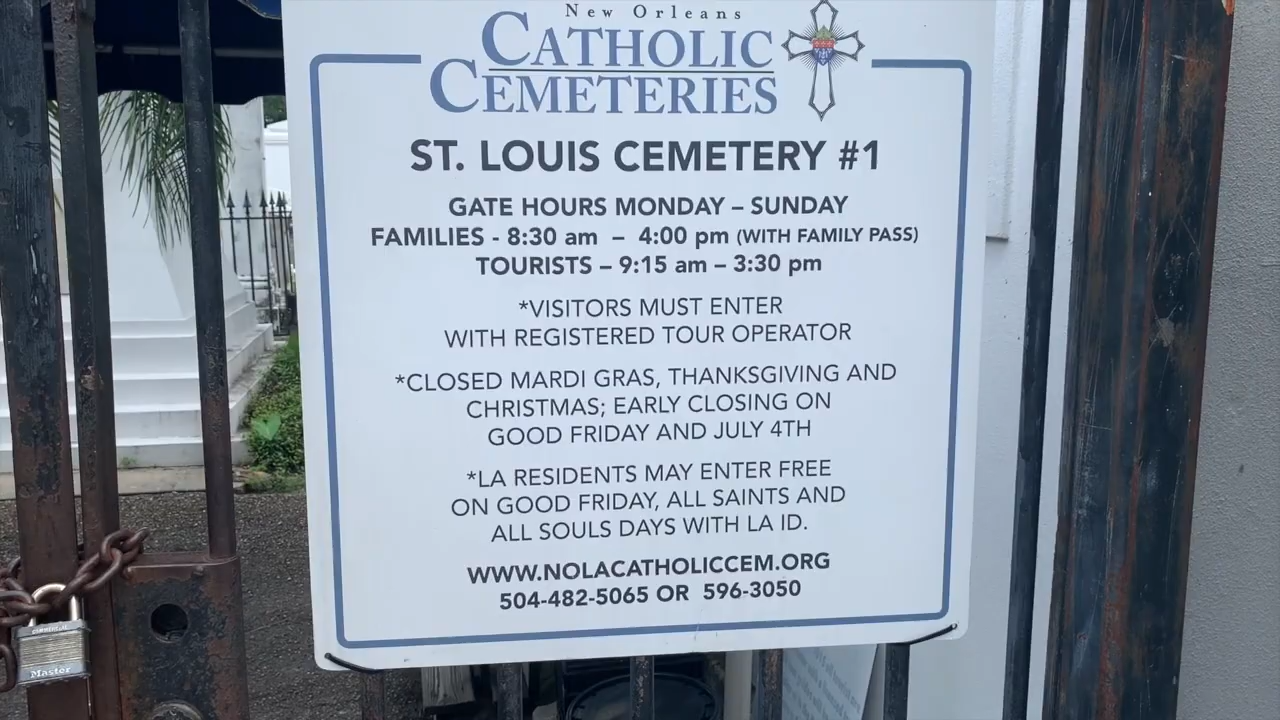 New Orleans
CATHOLIC
CEMETERIES
ST. LOUIS CEMETERY #1
GATE HOURS MONDAY – SUNDAY
FAMILIES - 8:30 am – 4:00 pm (WITH FAMILY PASS)
TOURISTS – 9:15 am – 3:30 pm
*VISITORS MUST ENTER
WITH REGISTERED TOUR OPERATOR
*CLOSED MARDI GRAS, THANKSGIVING AND
CHRISTMAS; EARLY CLOSING ON
GOOD FRIDAY AND JULY 4TH
*LA RESIDENTS MAY ENTER FREE
ON GOOD FRIDAY, ALL SAINTS AND
ALL SOULS DAYS WITH LA ID.
WWW.NOLACATHOLICCEM.ORG
504-482-5065 OR 596-3050
Master